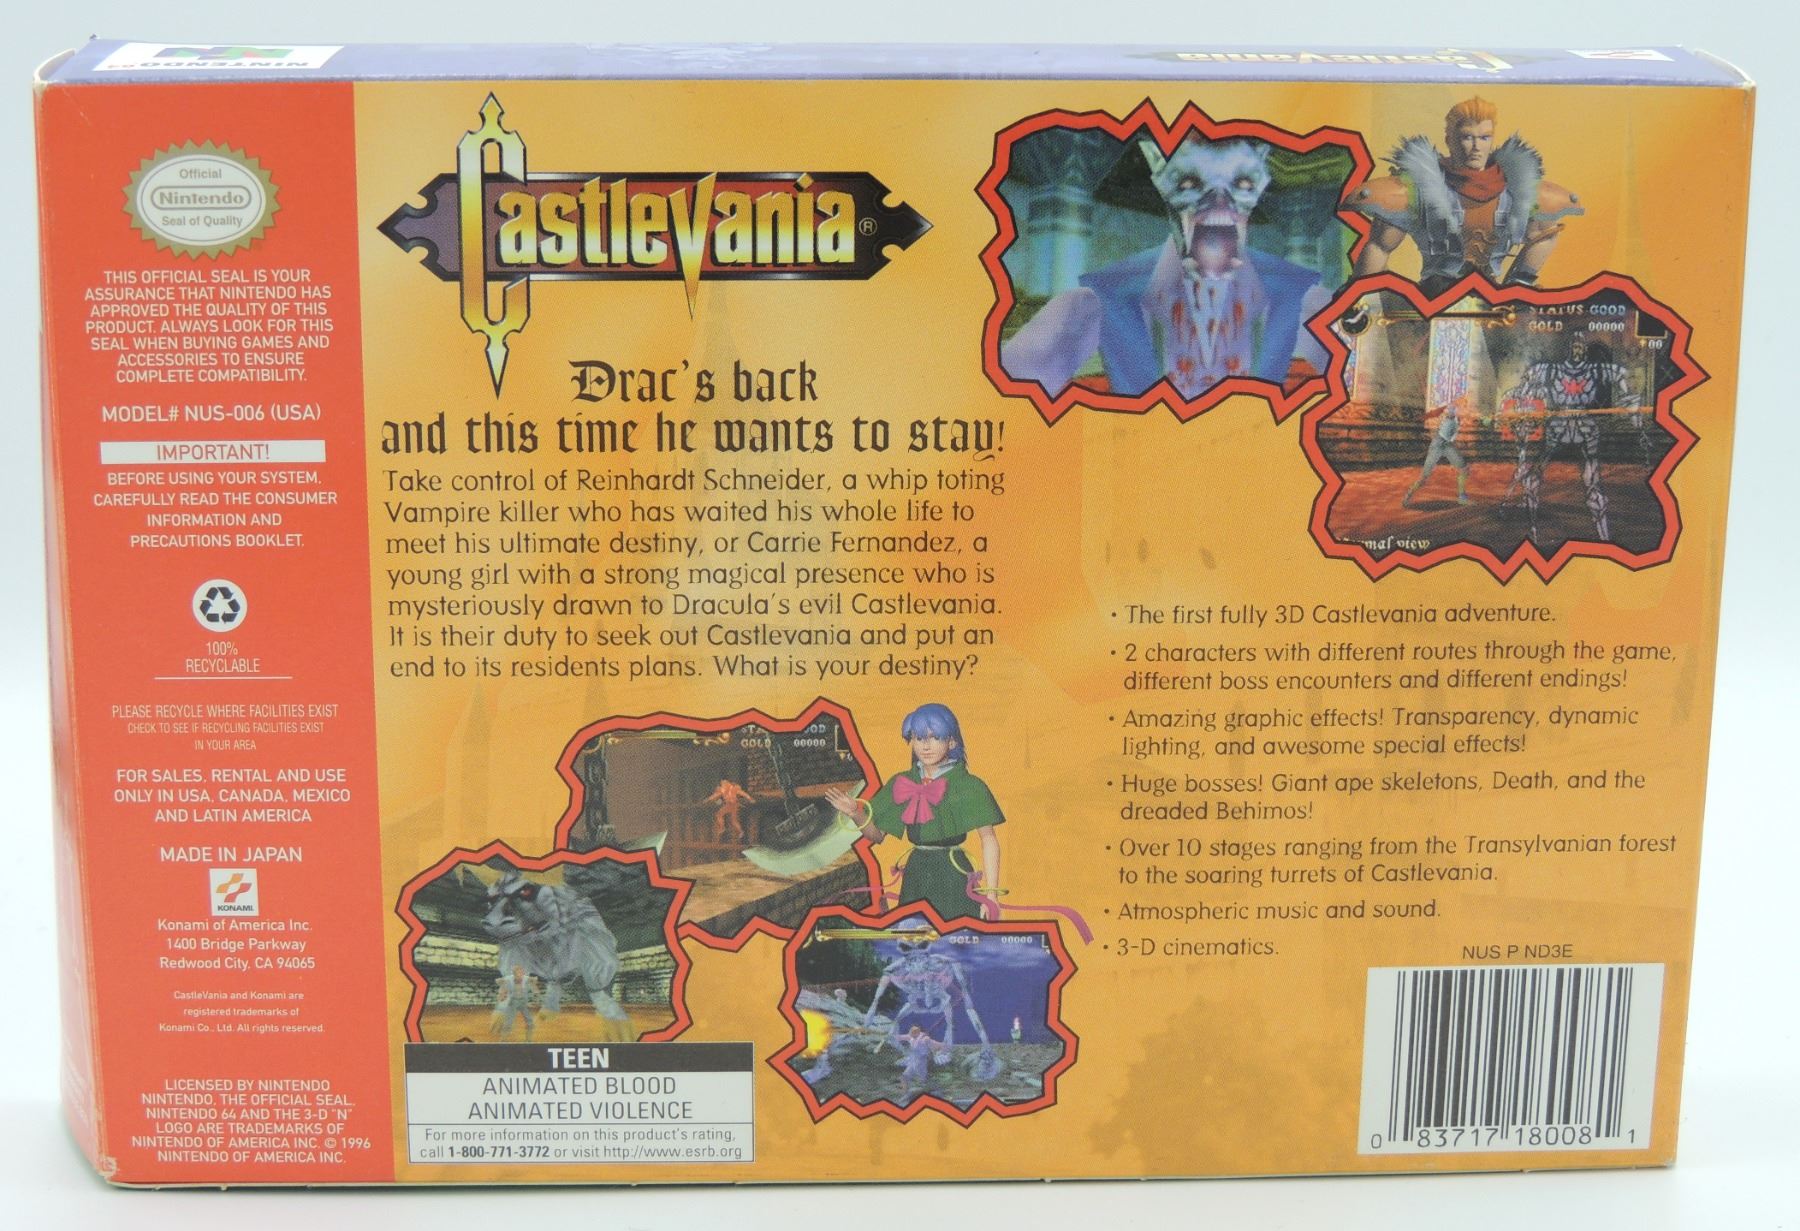 NINTENDO 64
CastleVania
Official
Nintendo
Seal of Quality
THIS OFFICIAL SEAL IS YOUR
ASSURANCE THAT NINTENDO HAS
APPROVED THE QUALITY OF THIS
PRODUCT. ALWAYS LOOK FOR THIS
SEAL WHEN BUYING GAMES AND
ACCESSORIES TO ENSURE
COMPLETE COMPATIBILITY.
MODEL# NUS-006 (USA)
IMPORTANT!
BEFORE USING YOUR SYSTEM,
CAREFULLY READ THE CONSUMER
INFORMATION AND
PRECAUTIONS BOOKLET.
100%
RECYCLABLE
PLEASE RECYCLE WHERE FACILITIES EXIST
CHECK TO SEE IF RECYCLING FACILITIES EXIST
IN YOUR AREA
FOR SALES, RENTAL AND USE
ONLY IN USA, CANADA, MEXICO
AND LATIN AMERICA
MADE IN JAPAN
KONAMI
Konami of America Inc.
1400 Bridge Parkway
Redwood City, CA 94065
CastleVania and Konami are
registered trademarks of
Konami Co., Ltd. All rights reserved.
LICENSED BY NINTENDO
NINTENDO, THE OFFICIAL SEAL,
NINTENDO 64 AND THE 3-D "N"
LOGO ARE TRADEMARKS OF
NINTENDO OF AMERICA INC. © 1996
NINTENDO OF AMERICA INC.
CastleVania®
Drac's back
and this time he wants to stay!
Take control of Reinhardt Schneider, a whip toting
Vampire killer who has waited his whole life to
meet his ultimate destiny, or Carrie Fernandez, a
young girl with a strong magical presence who is
mysteriously drawn to Dracula's evil Castlevania.
It is their duty to seek out Castlevania and put an
end to its residents plans. What is your destiny?
STATUS GOOD
GOLD 00000
00
mal view
• The first fully 3D Castlevania adventure.
• 2 characters with different routes through the game,
different boss encounters and different endings!
• Amazing graphic effects! Transparency, dynamic
lighting, and awesome special effects!
• Huge bosses! Giant ape skeletons, Death, and the
dreaded Behimos!
• Over 10 stages ranging from the Transylvanian forest
to the soaring turrets of Castlevania.
• Atmospheric music and sound.
• 3-D cinematics.
GOLD 00000
GOLD 00000
TEEN
ANIMATED BLOOD
ANIMATED VIOLENCE
For more information on this product's rating,
call 1-800-771-3772 or visit http://www.esrb.org
NUS P ND3E
0 83717 18008 1